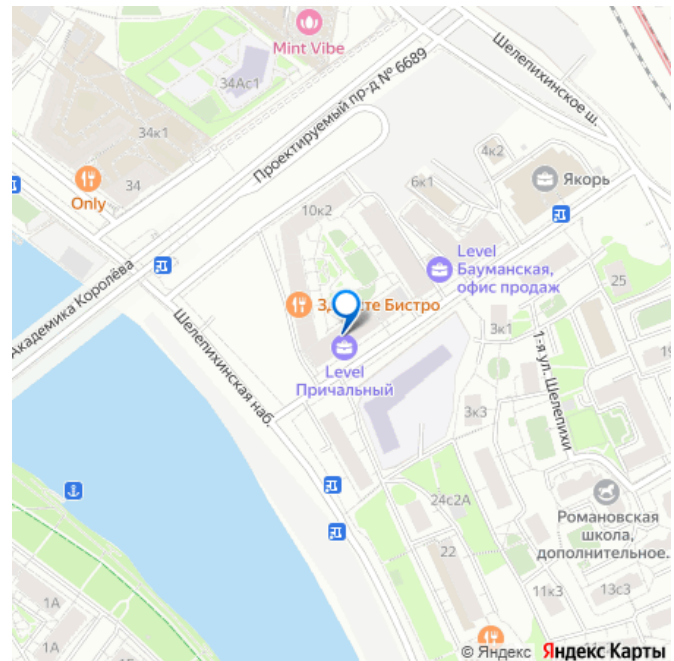 Mint Vibe
34Ас1
Проектируемый пр-д № 6689
Шелепихинское ш.
34к1
34
Only
4к2
6к1
Якорь
10к2
Level
Бауманская,
офис продаж
Академика Королёва
Шелепихинская наб.
те Бистро
Level
Причальный
25
3к1
1-я ул. Шелепихи
3к3
24с2А
Романовская
школа,
дополнительное...
22
11к3
13с3
1А
1А
© Яндекс Яндекс Карты